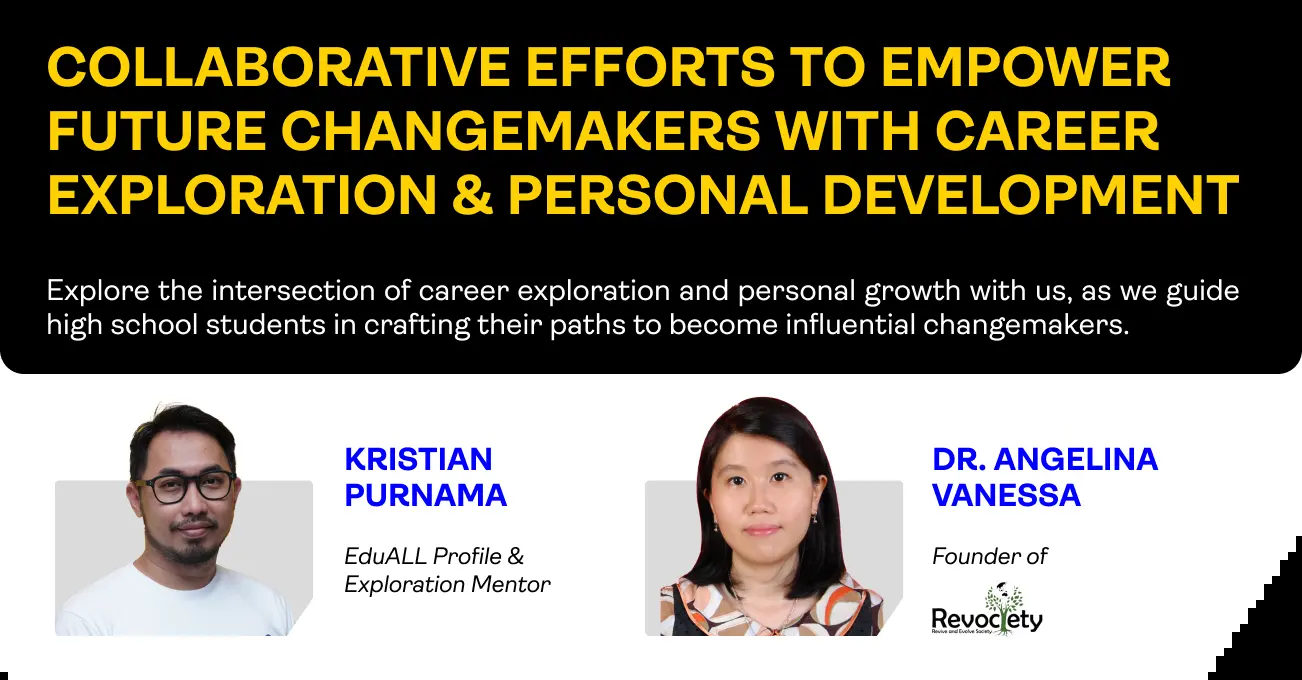 COLLABORATIVE EFFORTS TO EMPOWER
FUTURE CHANGEMAKERS WITH CAREER
EXPLORATION & PERSONAL DEVELOPMENT
Explore the intersection of career exploration and personal growth with us, as we guide
high school students in crafting their paths to become influential changemakers.
KRISTIAN
PURNAMA
EduALL Profile &
Exploration Mentor
DR. ANGELINA
VANESSA
Founder of
Revociety
Revive and Evolve Society